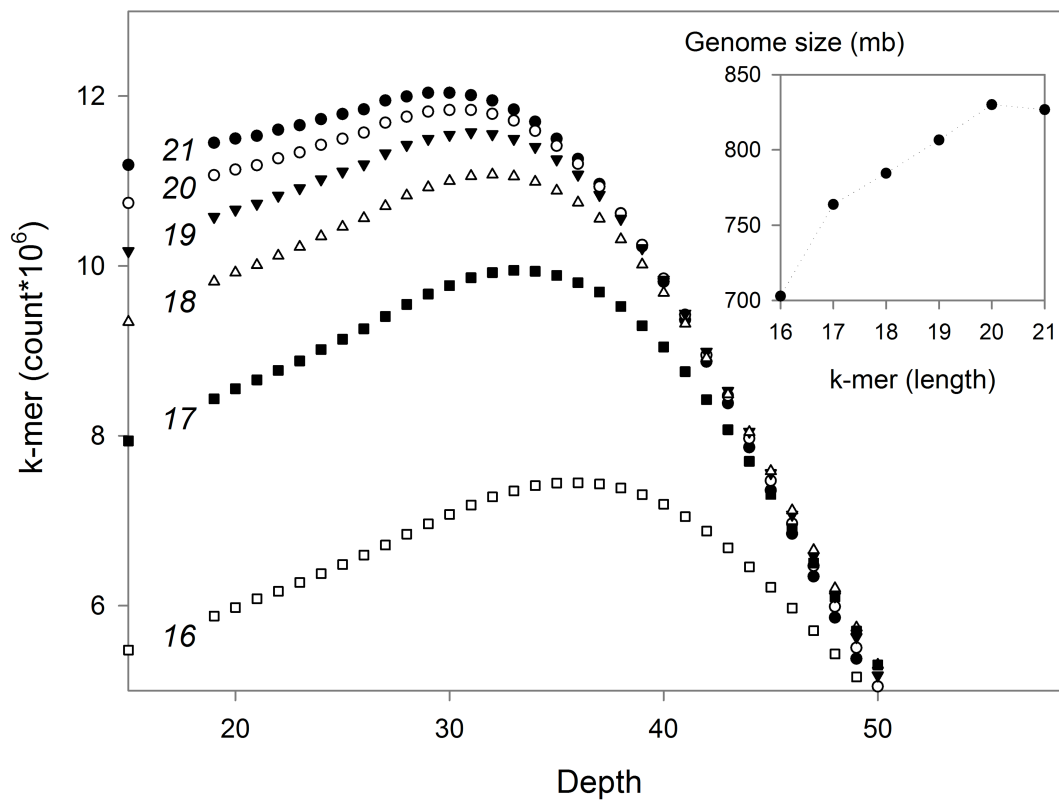 Genome size (mb)
850
800
750
700
16 17 18 19 20 21
k-mer (length)
12
10
8
6
k-mer (count*10⁶)
21
20
19
18
17
16
20 30 40 50
Depth